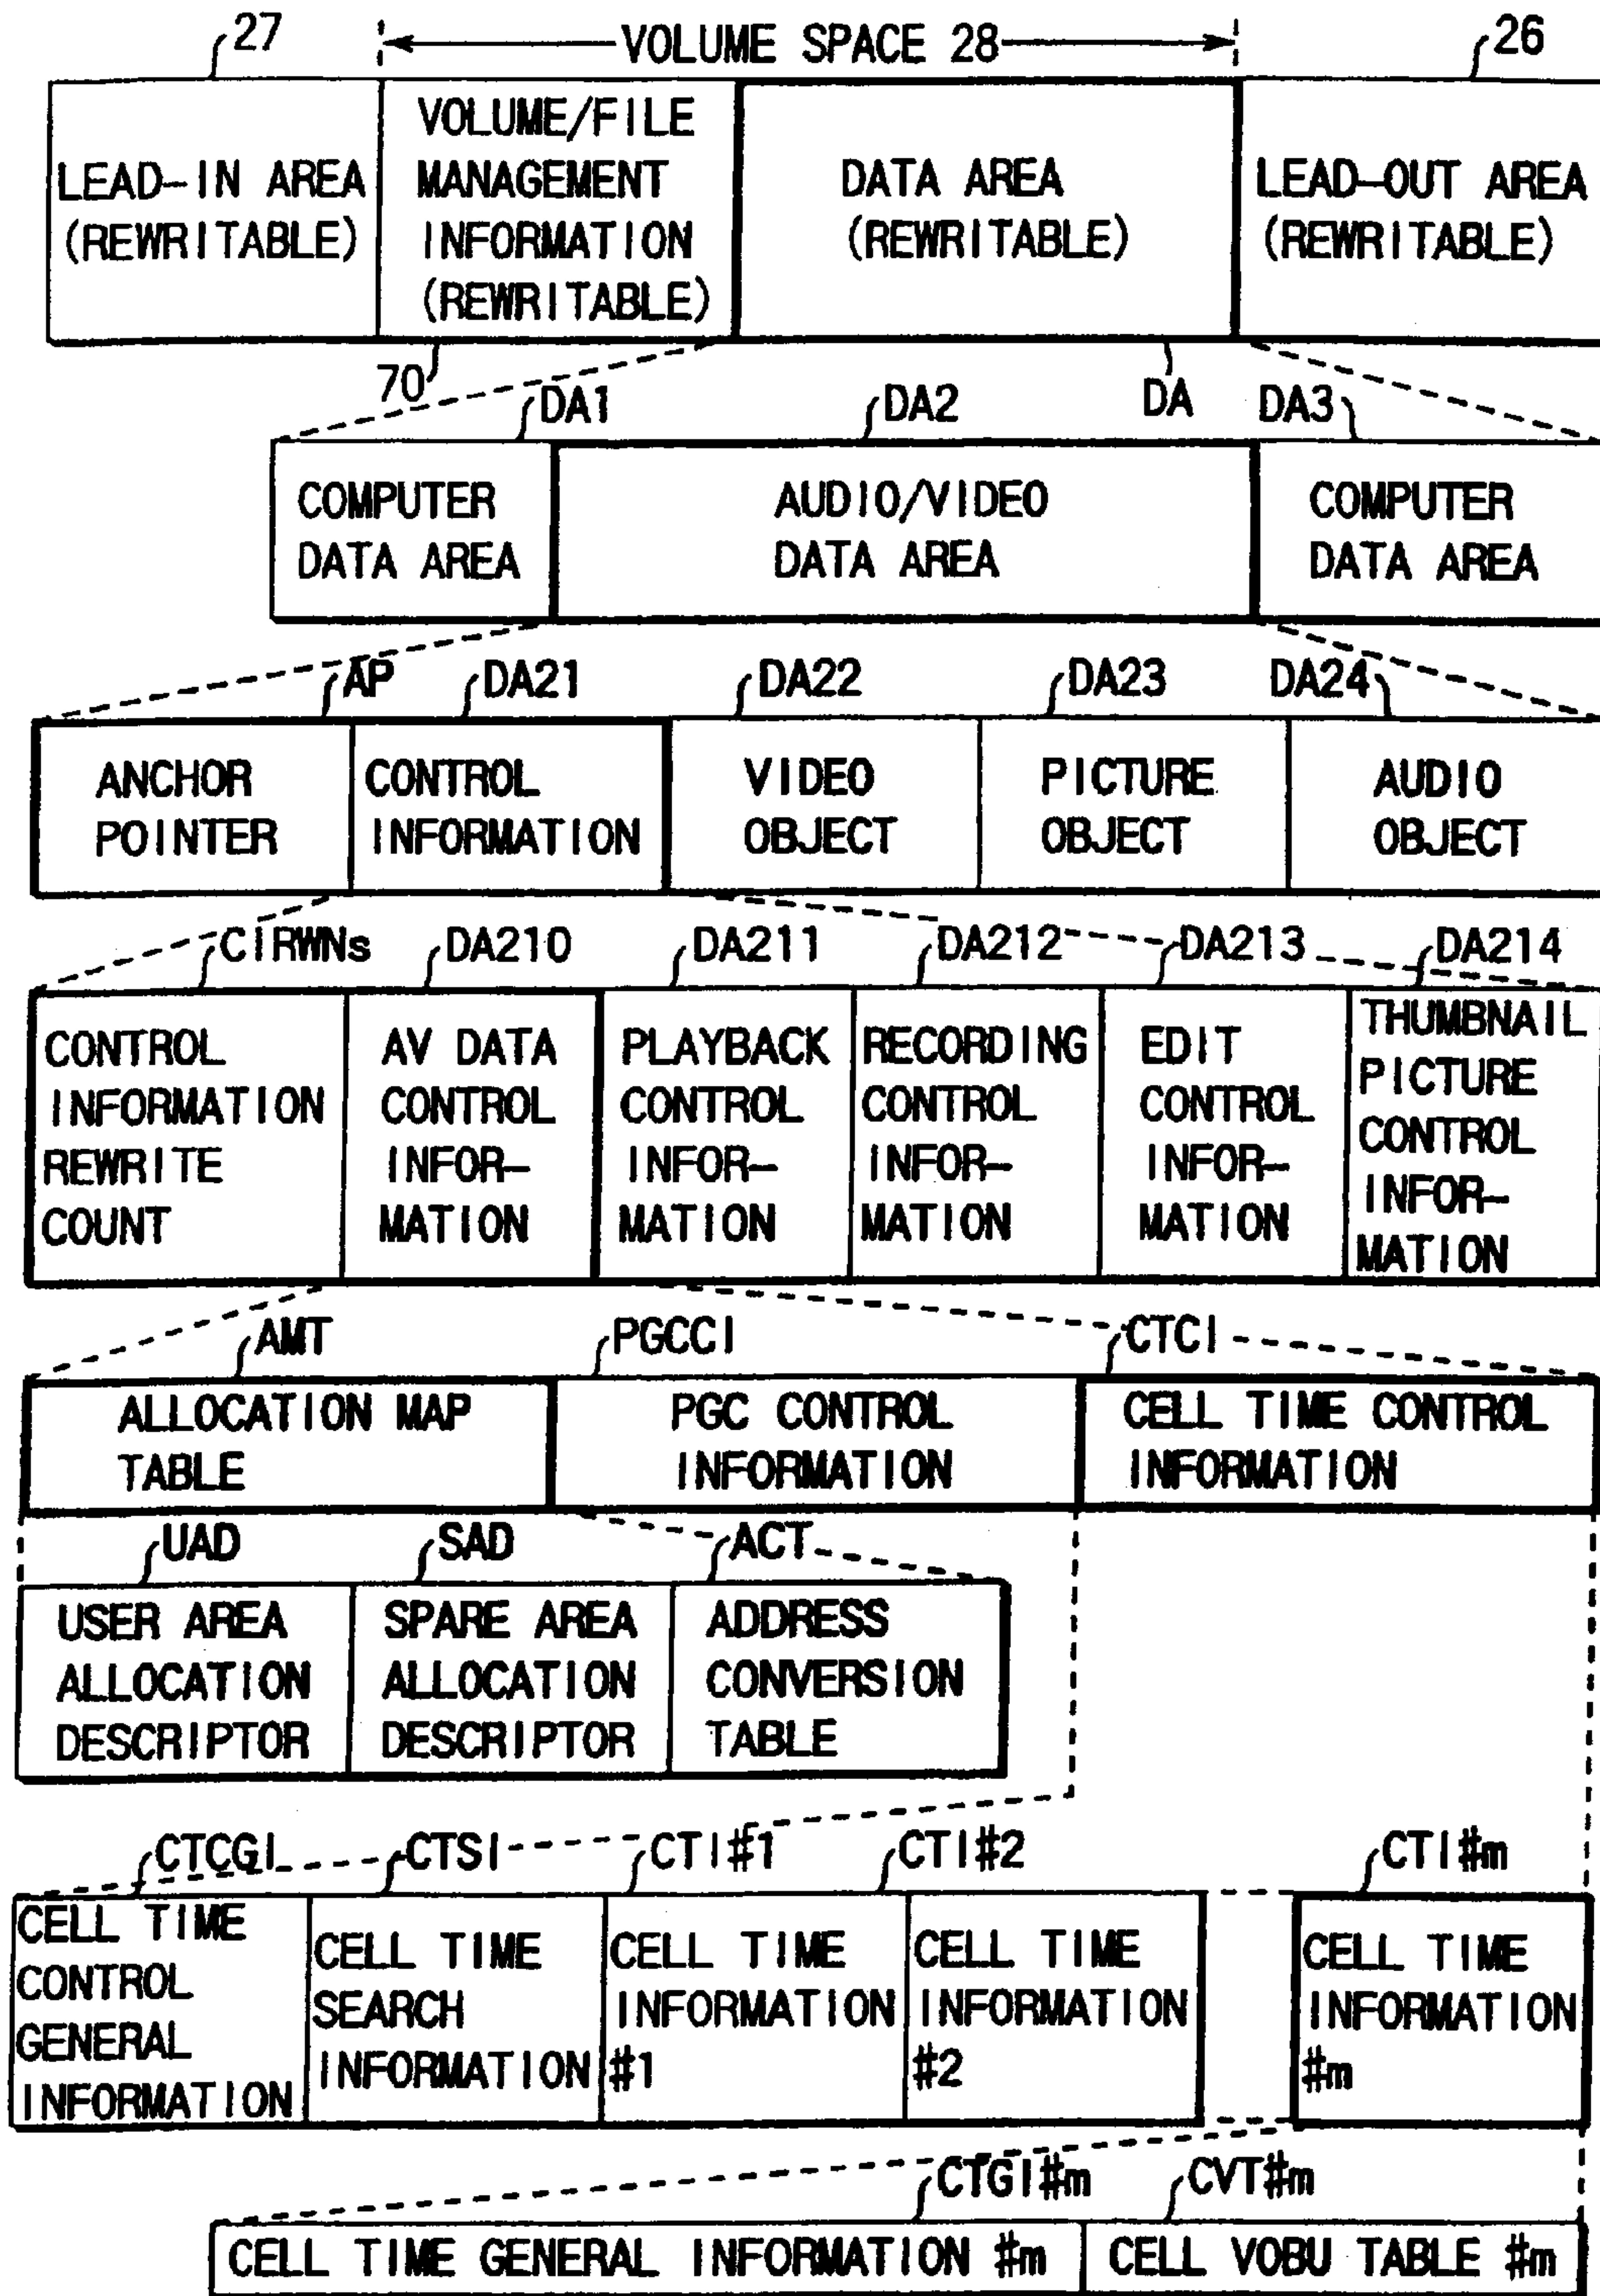 27
VOLUME SPACE 28
26
LEAD-IN AREA
(REWRITABLE)
VOLUME/FILE
MANAGEMENT
INFORMATION
(REWRITABLE)
DATA AREA
(REWRITABLE)
LEAD-OUT AREA
(REWRITABLE)
70
DA1
DA2
DA
DA3
COMPUTER
DATA AREA
AUDIO/VIDEO
DATA AREA
COMPUTER
DATA AREA
AP
DA21
DA22
DA23
DA24
ANCHOR
POINTER
CONTROL
INFORMATION
VIDEO
OBJECT
PICTURE
OBJECT
AUDIO
OBJECT
CIRWNs
DA210
DA211
DA212
DA213
DA214
CONTROL
INFORMATION
REWRITE
COUNT
AV DATA
CONTROL
INFOR-
MATION
PLAYBACK
CONTROL
INFOR-
MATION
RECORDING
CONTROL
INFOR-
MATION
EDIT
CONTROL
INFOR-
MATION
THUMBNAIL
PICTURE
CONTROL
INFOR-
MATION
AMT
PGCCI
CTCI
ALLOCATION MAP
TABLE
PGC CONTROL
INFORMATION
CELL TIME CONTROL
INFORMATION
UAD
SAD
ACT
USER AREA
ALLOCATION
DESCRIPTOR
SPARE AREA
ALLOCATION
DESCRIPTOR
ADDRESS
CONVERSION
TABLE
CTCGI
CTSI
CTI#1
CTI#2
CTI#m
CELL TIME
CONTROL
GENERAL
INFORMATION
CELL TIME
SEARCH
INFORMATION
CELL TIME
INFORMATION
#1
CELL TIME
INFORMATION
#2
CELL TIME
INFORMATION
#m
CTGI#m
CVT#m
CELL TIME GENERAL INFORMATION #m
CELL VOBU TABLE #m